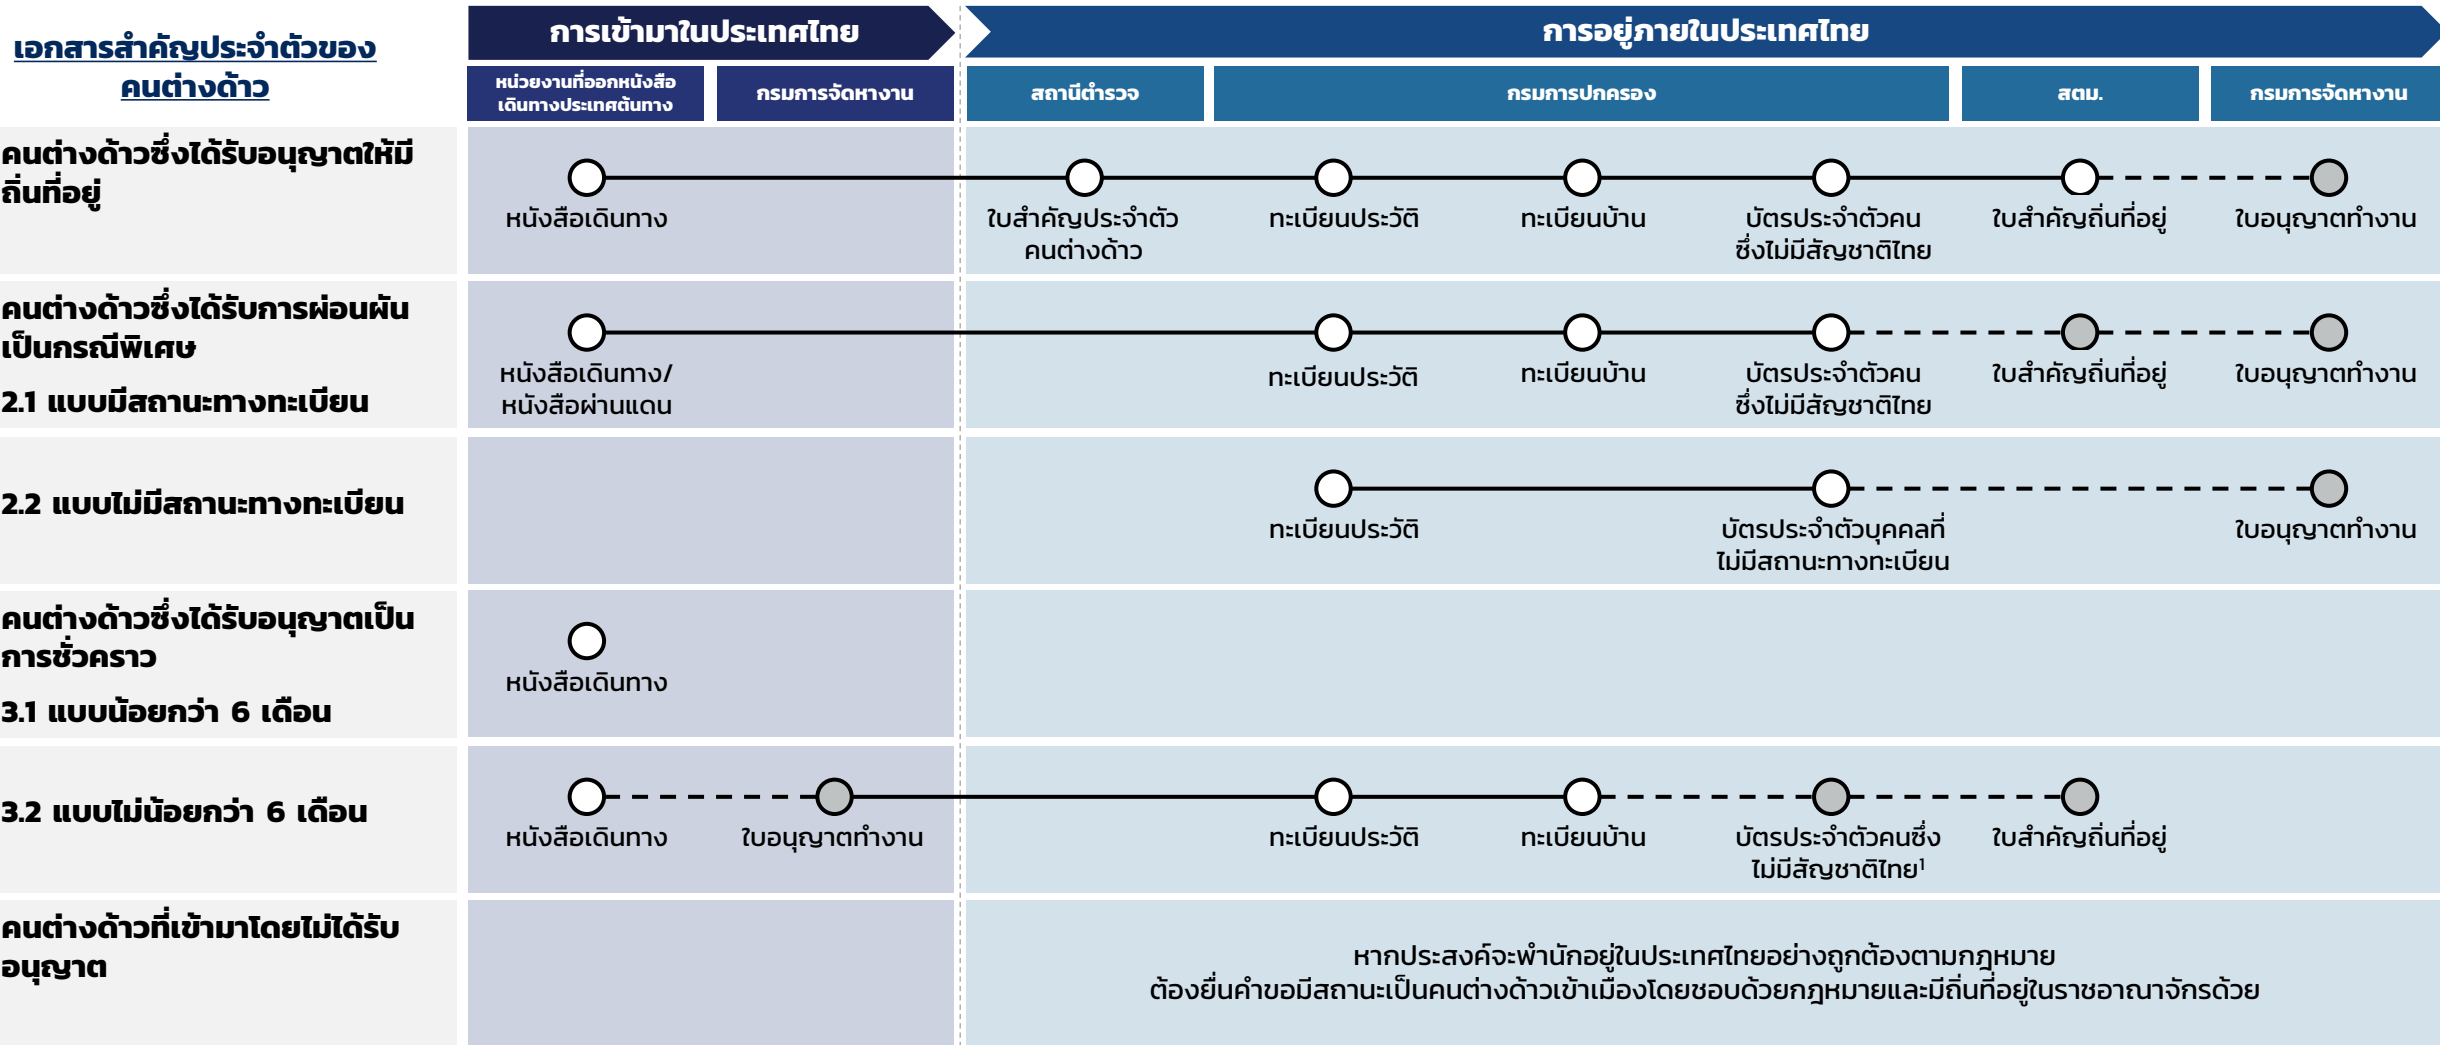 เอกสารสำคัญประจำตัวของ
คนต่างด้าว
การเข้ามาในประเทศไทย
การอยู่ภายในประเทศไทย
หน่วยงานที่ออกหนังสือ
เดินทางประเทศต้นทาง
กรมการจัดหางาน
สถานีตำรวจ
กรมการปกครอง
สตม.
กรมการจัดหางาน
คนต่างด้าวซึ่งได้รับอนุญาตให้มี
ถิ่นที่อยู่
หนังสือเดินทาง
ใบสำคัญประจำตัว
คนต่างด้าว
ทะเบียนประวัติ
ทะเบียนบ้าน
บัตรประจำตัวคน
ซึ่งไม่มีสัญชาติไทย
ใบสำคัญถิ่นที่อยู่
ใบอนุญาตทำงาน
คนต่างด้าวซึ่งได้รับการผ่อนผัน
เป็นกรณีพิเศษ
2.1 แบบมีสถานะทางทะเบียน
หนังสือเดินทาง/
หนังสือผ่านแดน
ทะเบียนประวัติ
ทะเบียนบ้าน
บัตรประจำตัวคน
ซึ่งไม่มีสัญชาติไทย
ใบสำคัญถิ่นที่อยู่
ใบอนุญาตทำงาน
2.2 แบบไม่มีสถานะทางทะเบียน
ทะเบียนประวัติ
บัตรประจำตัวบุคคลที่
ไม่มีสถานะทางทะเบียน
ใบอนุญาตทำงาน
คนต่างด้าวซึ่งได้รับอนุญาตเป็น
การชั่วคราว
3.1 แบบน้อยกว่า 6 เดือน
หนังสือเดินทาง
3.2 แบบไม่น้อยกว่า 6 เดือน
หนังสือเดินทาง
ใบอนุญาตทำงาน
ทะเบียนประวัติ
ทะเบียนบ้าน
บัตรประจำตัวคนซึ่ง
ไม่มีสัญชาติไทย¹
ใบสำคัญถิ่นที่อยู่
คนต่างด้าวที่เข้ามาโดยไม่ได้รับ
อนุญาต
หากประสงค์จะพำนักอยู่ในประเทศไทยอย่างถูกต้องตามกฎหมาย
ต้องยื่นคำขอมีสถานะเป็นคนต่างด้าวเข้าเมืองโดยชอบด้วยกฎหมายและมีถิ่นที่อยู่ในราชอาณาจักรด้วย